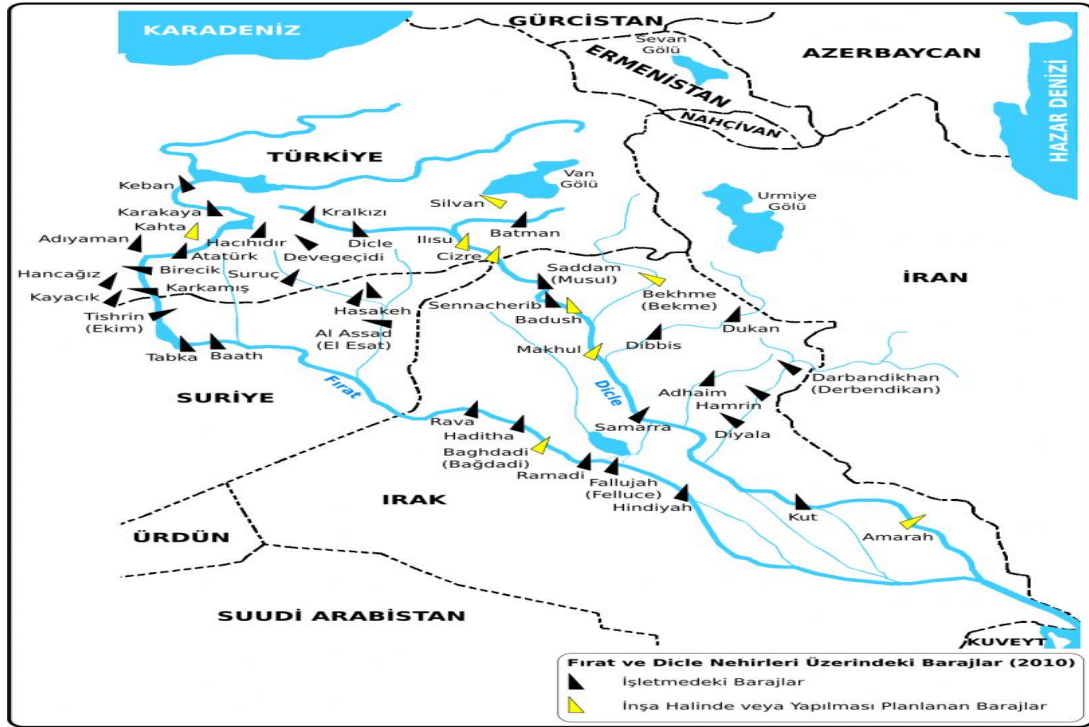 KARADENİZ
GÜRCİSTAN
Sevan
Gölü
AZERBAYCAN
ERMENİSTAN
HAZAR DENİZİ
NAHÇİVAN
TÜRKİYE
Van
Gölü
Keban
Silvan
Urmiye
Gölü
Karakaya
Kralkızı
Kahta
Batman
Adıyaman
Hacıhıdır
Dicle
Ilısu
Atatürk
Devegeçidi
Cizre
Hancağız
Birecik
Suruç
Saddam
(Musul)
İRAN
Kayacık
Karkamış
Bekhme
(Bekme)
Tishrin
(Ekim)
Hasakeh
Sennacherib
Badush
Al Assad
(El Esat)
Dukan
Dibbis
Tabka
Baath
Makhul
Fırat
Dicle
Darbandikhan
(Derbendikan)
SURİYE
Adhaim
Hamrin
Rava
Samarra
Diyala
Haditha
Baghdadi
(Bağdadi)
Ramadi
Fallujah
(Felluce)
IRAK
Hindiyah
Kut
ÜRDÜN
Amarah
SUUDİ ARABİSTAN
KUVEYT
Fırat ve Dicle Nehirleri Üzerindeki Barajlar (2010)
İşletmedeki Barajlar
İnşa Halinde veya Yapılması Planlanan Barajlar